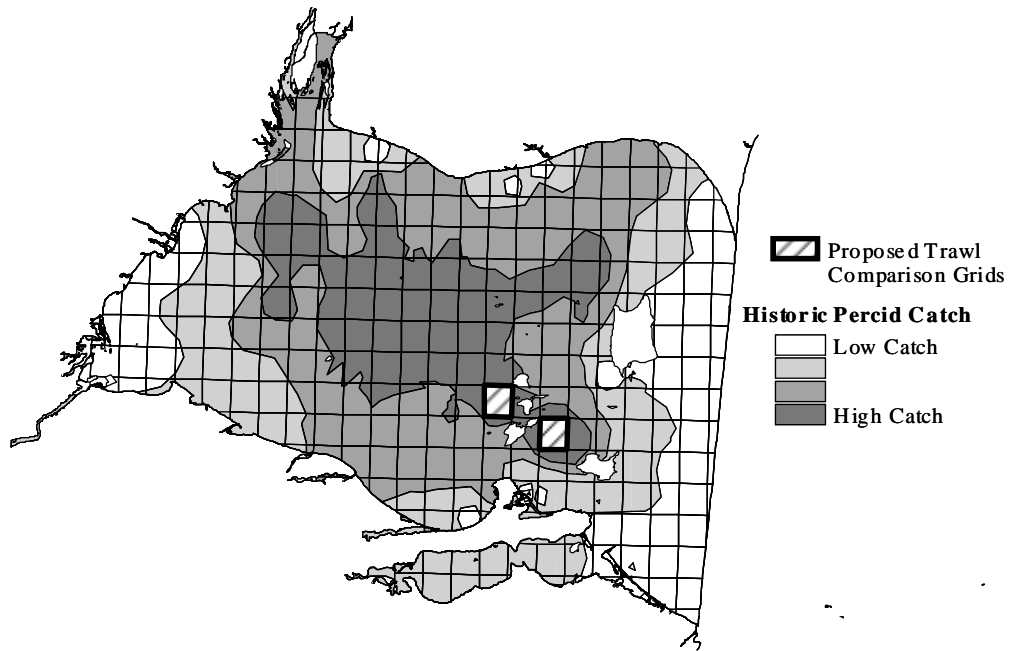 Proposed Trawl
Comparison Grids
Historic Percid Catch
Low Catch
High Catch